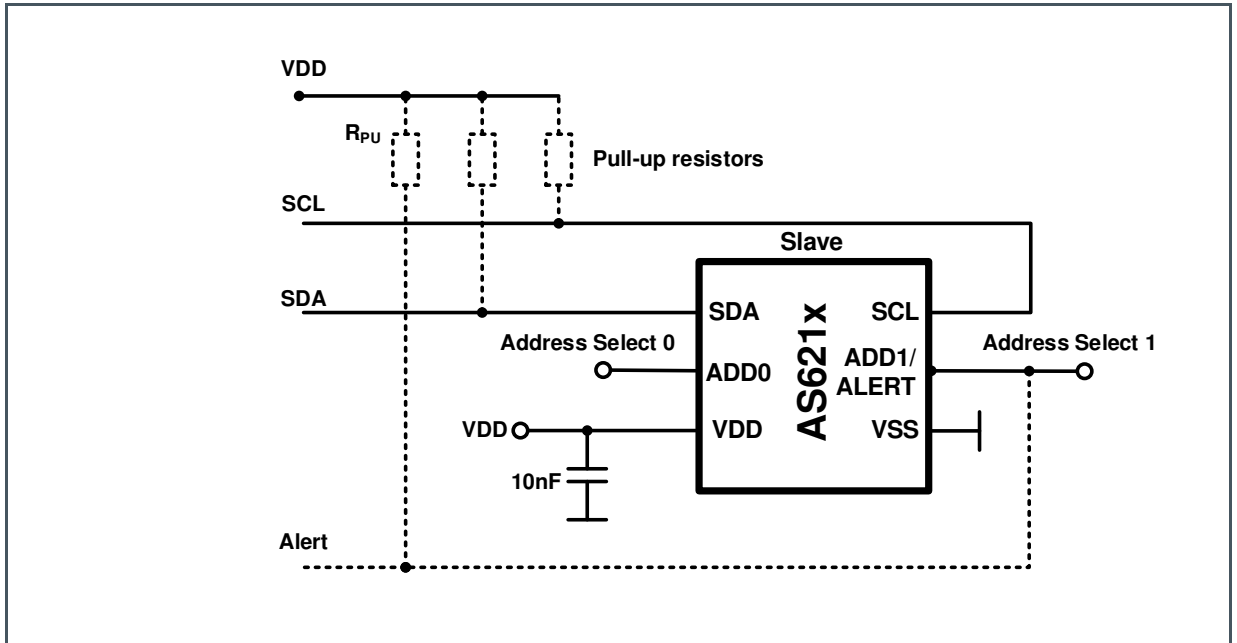 VDD
RPU
Pull-up resistors
SCL
Slave
SDA
SDA
SCL
Address Select 0
ADD0
ADD1/
ALERT
Address Select 1
AS621x
VDD
VDD
VSS
10nF
Alert